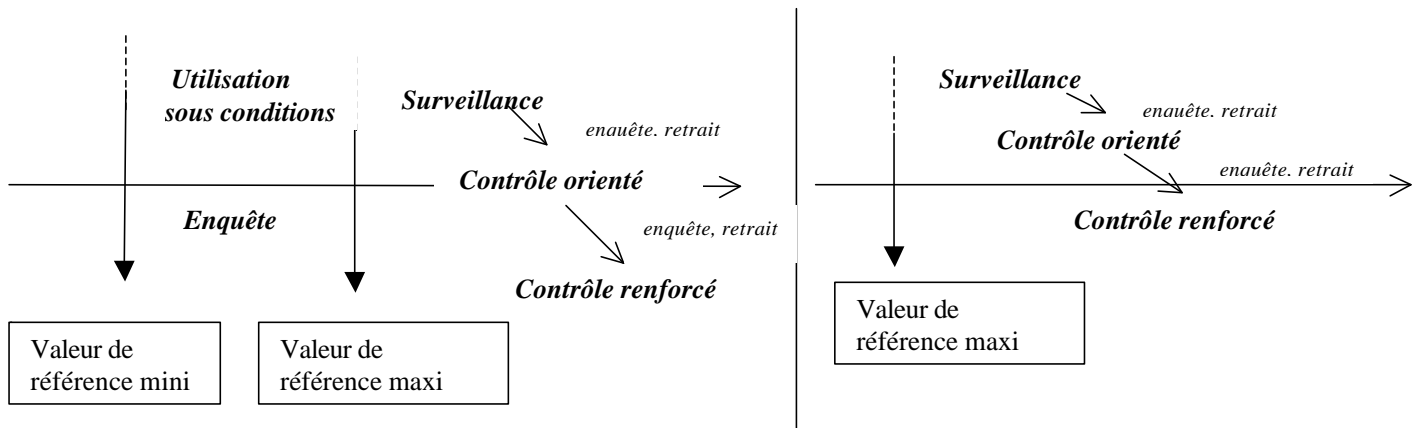 Utilisation
sous conditions
Surveillance
enauête. retrait
Contrôle orienté
Enquête
enquête, retrait
Contrôle renforcé
Valeur de
référence mini
Valeur de
référence maxi
Surveillance
enauête. retrait
Contrôle orienté
enauête. retrait
Contrôle renforcé
Valeur de
référence maxi